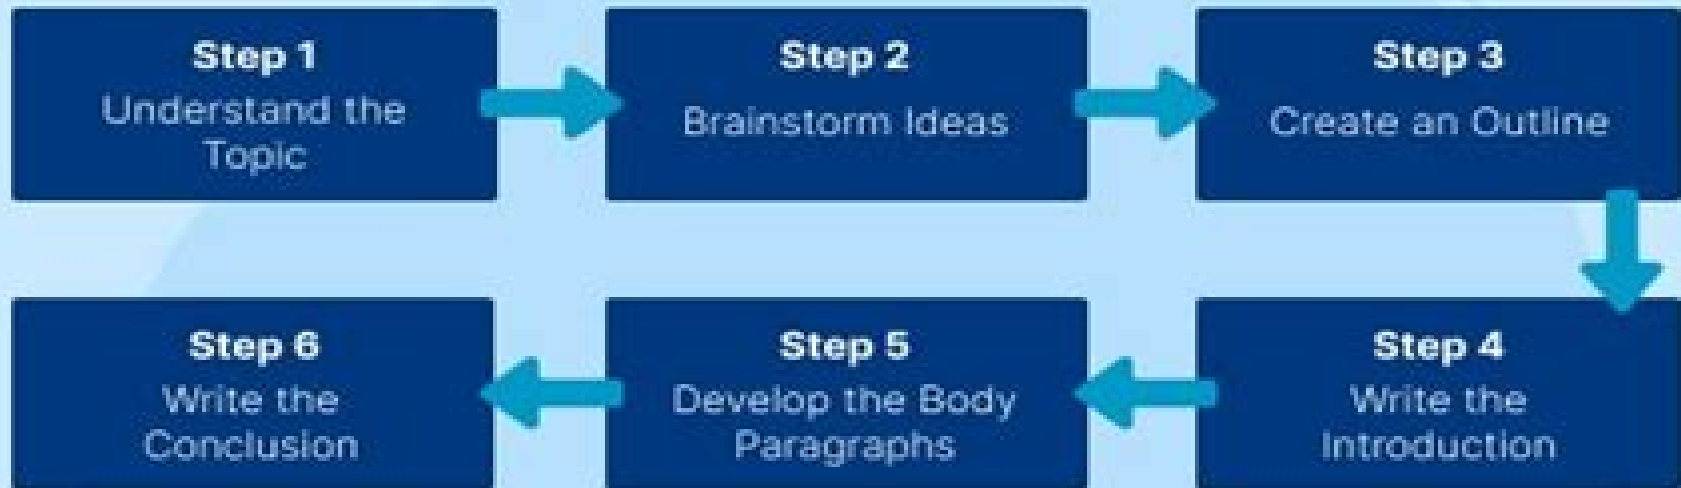 Step 1
Understand the
Topic
Step 2
Brainstorm Ideas
Step 3
Create an Outline
Step 4
Write the
Introduction
Step 5
Develop the Body
Paragraphs
Step 6
Write the
Conclusion